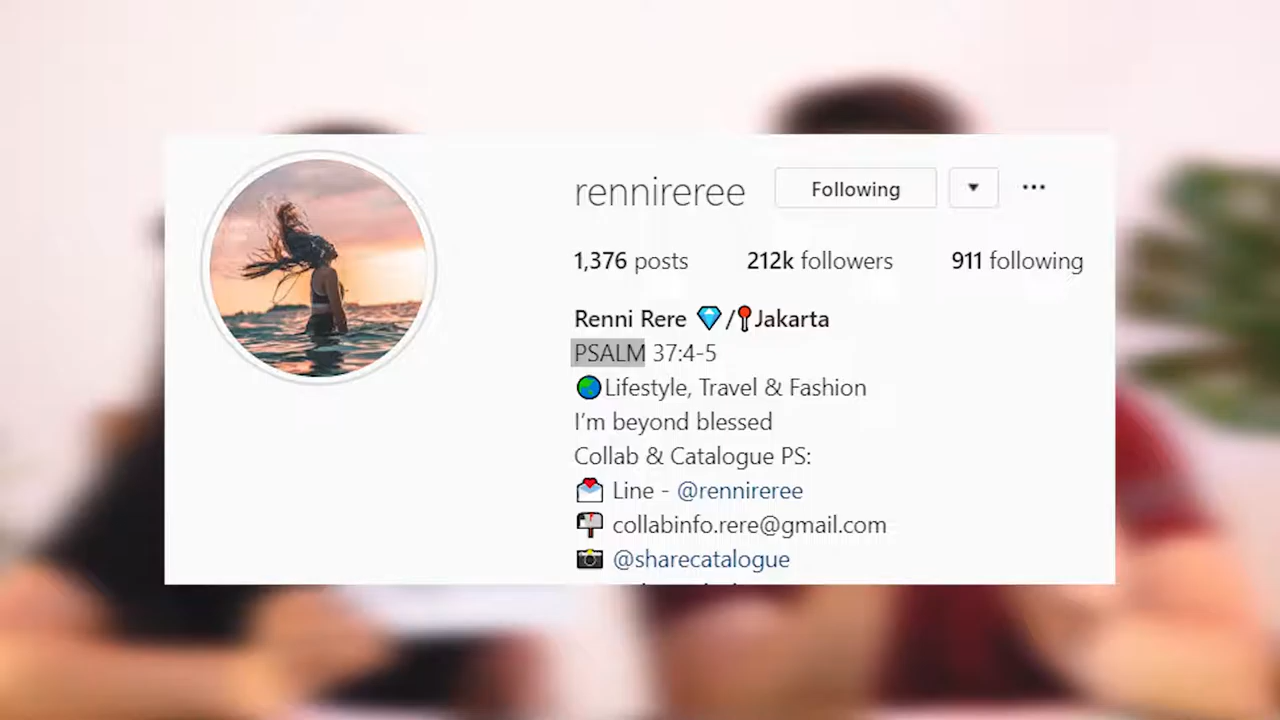 rennireree Following
1,376 posts 212k followers 911 following
Renni Rere 💎/📍Jakarta
PSALM 37:4-5
🌏Lifestyle, Travel & Fashion
I'm beyond blessed
Collab & Catalogue PS:
💌 Line - @rennireree
📬 collabinfo.rere@gmail.com
📷 @sharecatalogue